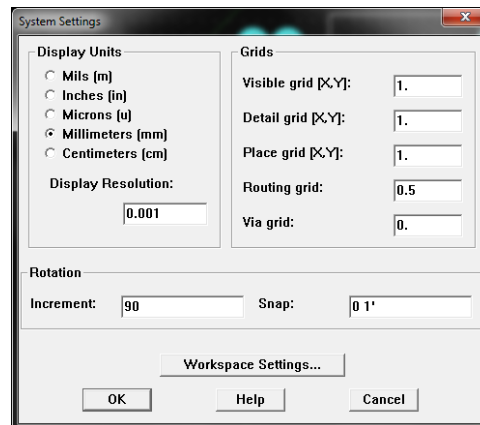 System Settings
x
Display Units
Mils (m)
Inches (in)
Microns (u)
Millimeters (mm)
Centimeters (cm)
Display Resolution:
0.001
Grids
Visible grid [X,Y]: 1.
Detail grid [X,Y]: 1.
Place grid [X,Y]: 1.
Routing grid: 0.5
Via grid: 0.
Rotation
Increment: 90 Snap: 0 1'
Workspace Settings...
OK Help Cancel